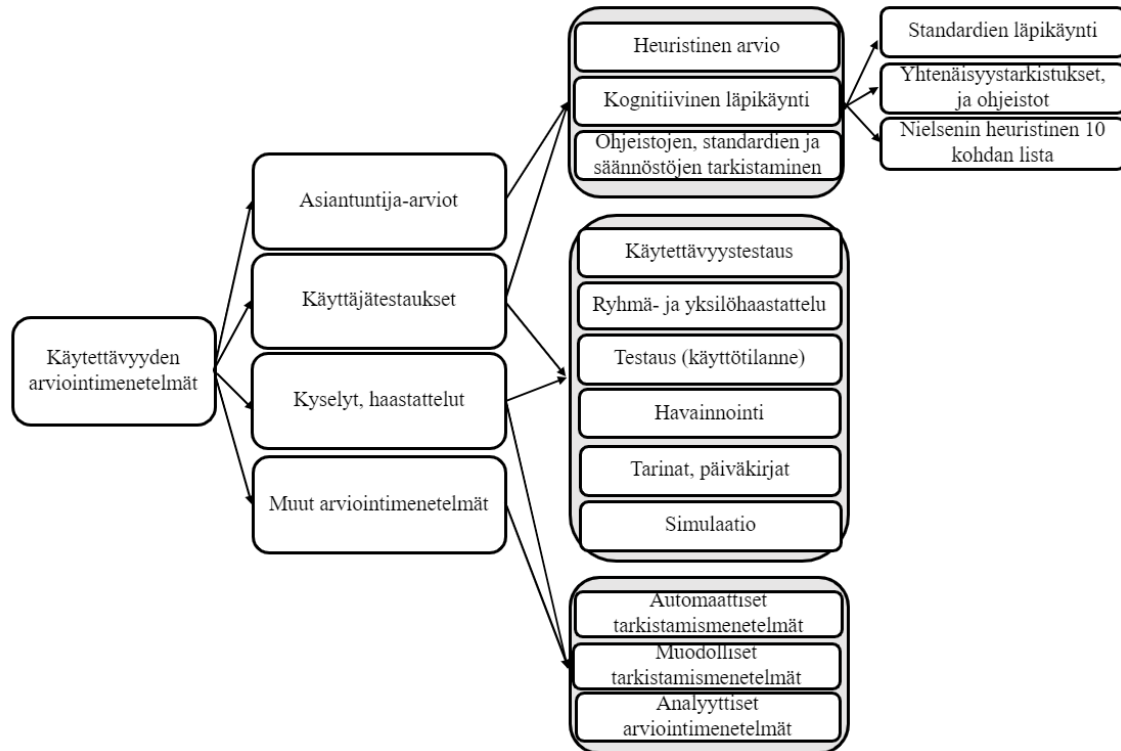 Käytettävyyden
arviointimenetelmät
Asiantuntija-arviot
Käyttäjätestaukset
Kyselyt, haastattelut
Muut arviointimenetelmät
Heuristinen arvio
Kognitiivinen läpikäynti
Ohjeistojen, standardien ja
säännöstöjen tarkistaminen
Käytettävyystestaus
Ryhmä- ja yksilöhaastattelu
Testaus (käyttötilanne)
Havainnointi
Tarinat, päiväkirjat
Simulaatio
Automaattiset
tarkistamismenetelmät
Muodolliset
tarkistamismenetelmät
Analyyttiset
arviointimenetelmät
Standardien läpikäynti
Yhtenäisyystarkistukset,
ja ohjeistot
Nielsenin heuristinen 10
kohdan lista